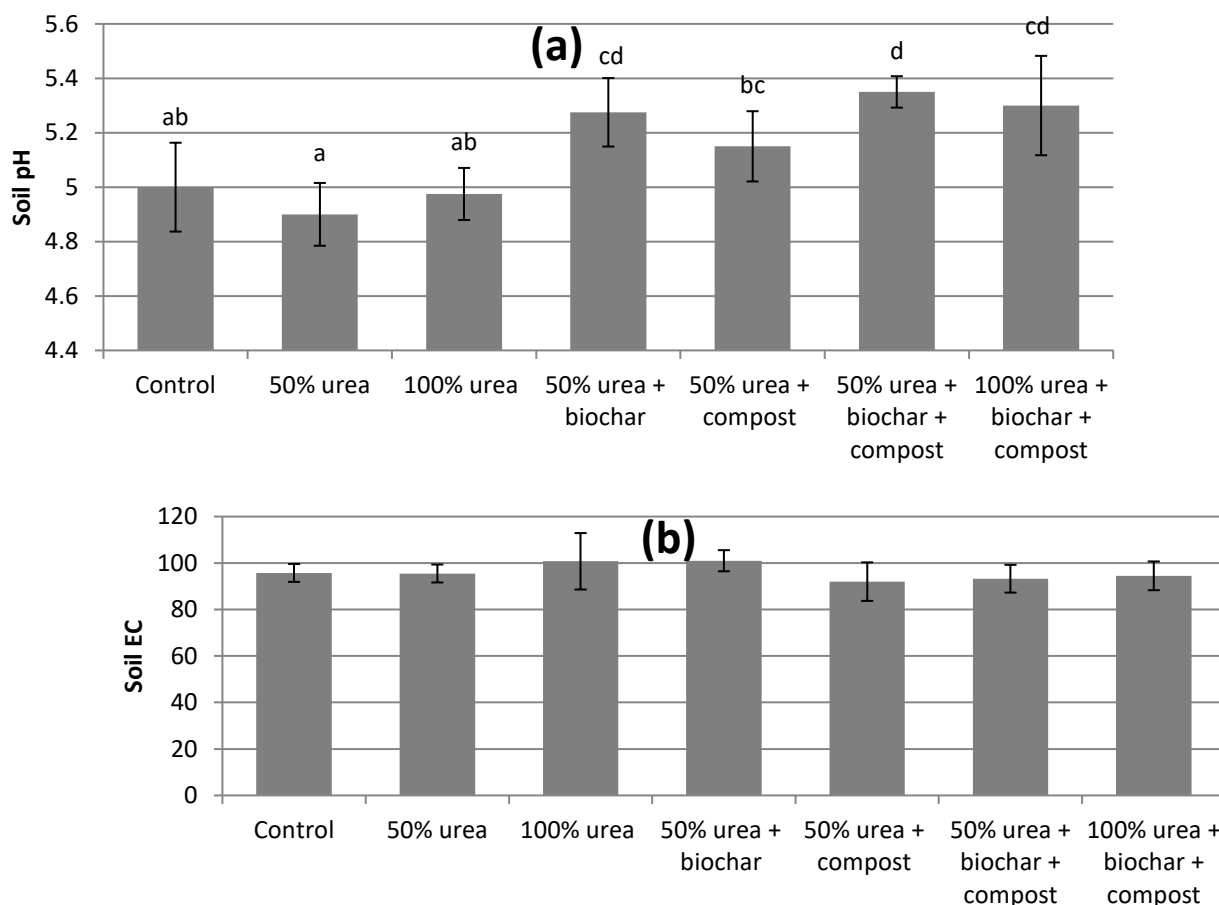 (a)
Soil pH
5.6
5.4
5.2
5
4.8
4.6
4.4
ab
a
ab
cd
bc
d
cd
Control
50% urea
100% urea
50% urea +
biochar
50% urea +
compost
50% urea +
biochar +
compost
100% urea +
biochar +
compost
(b)
Soil EC
120
100
80
60
40
20
0
Control
50% urea
100% urea
50% urea +
biochar
50% urea +
compost
50% urea +
biochar +
compost
100% urea +
biochar +
compost